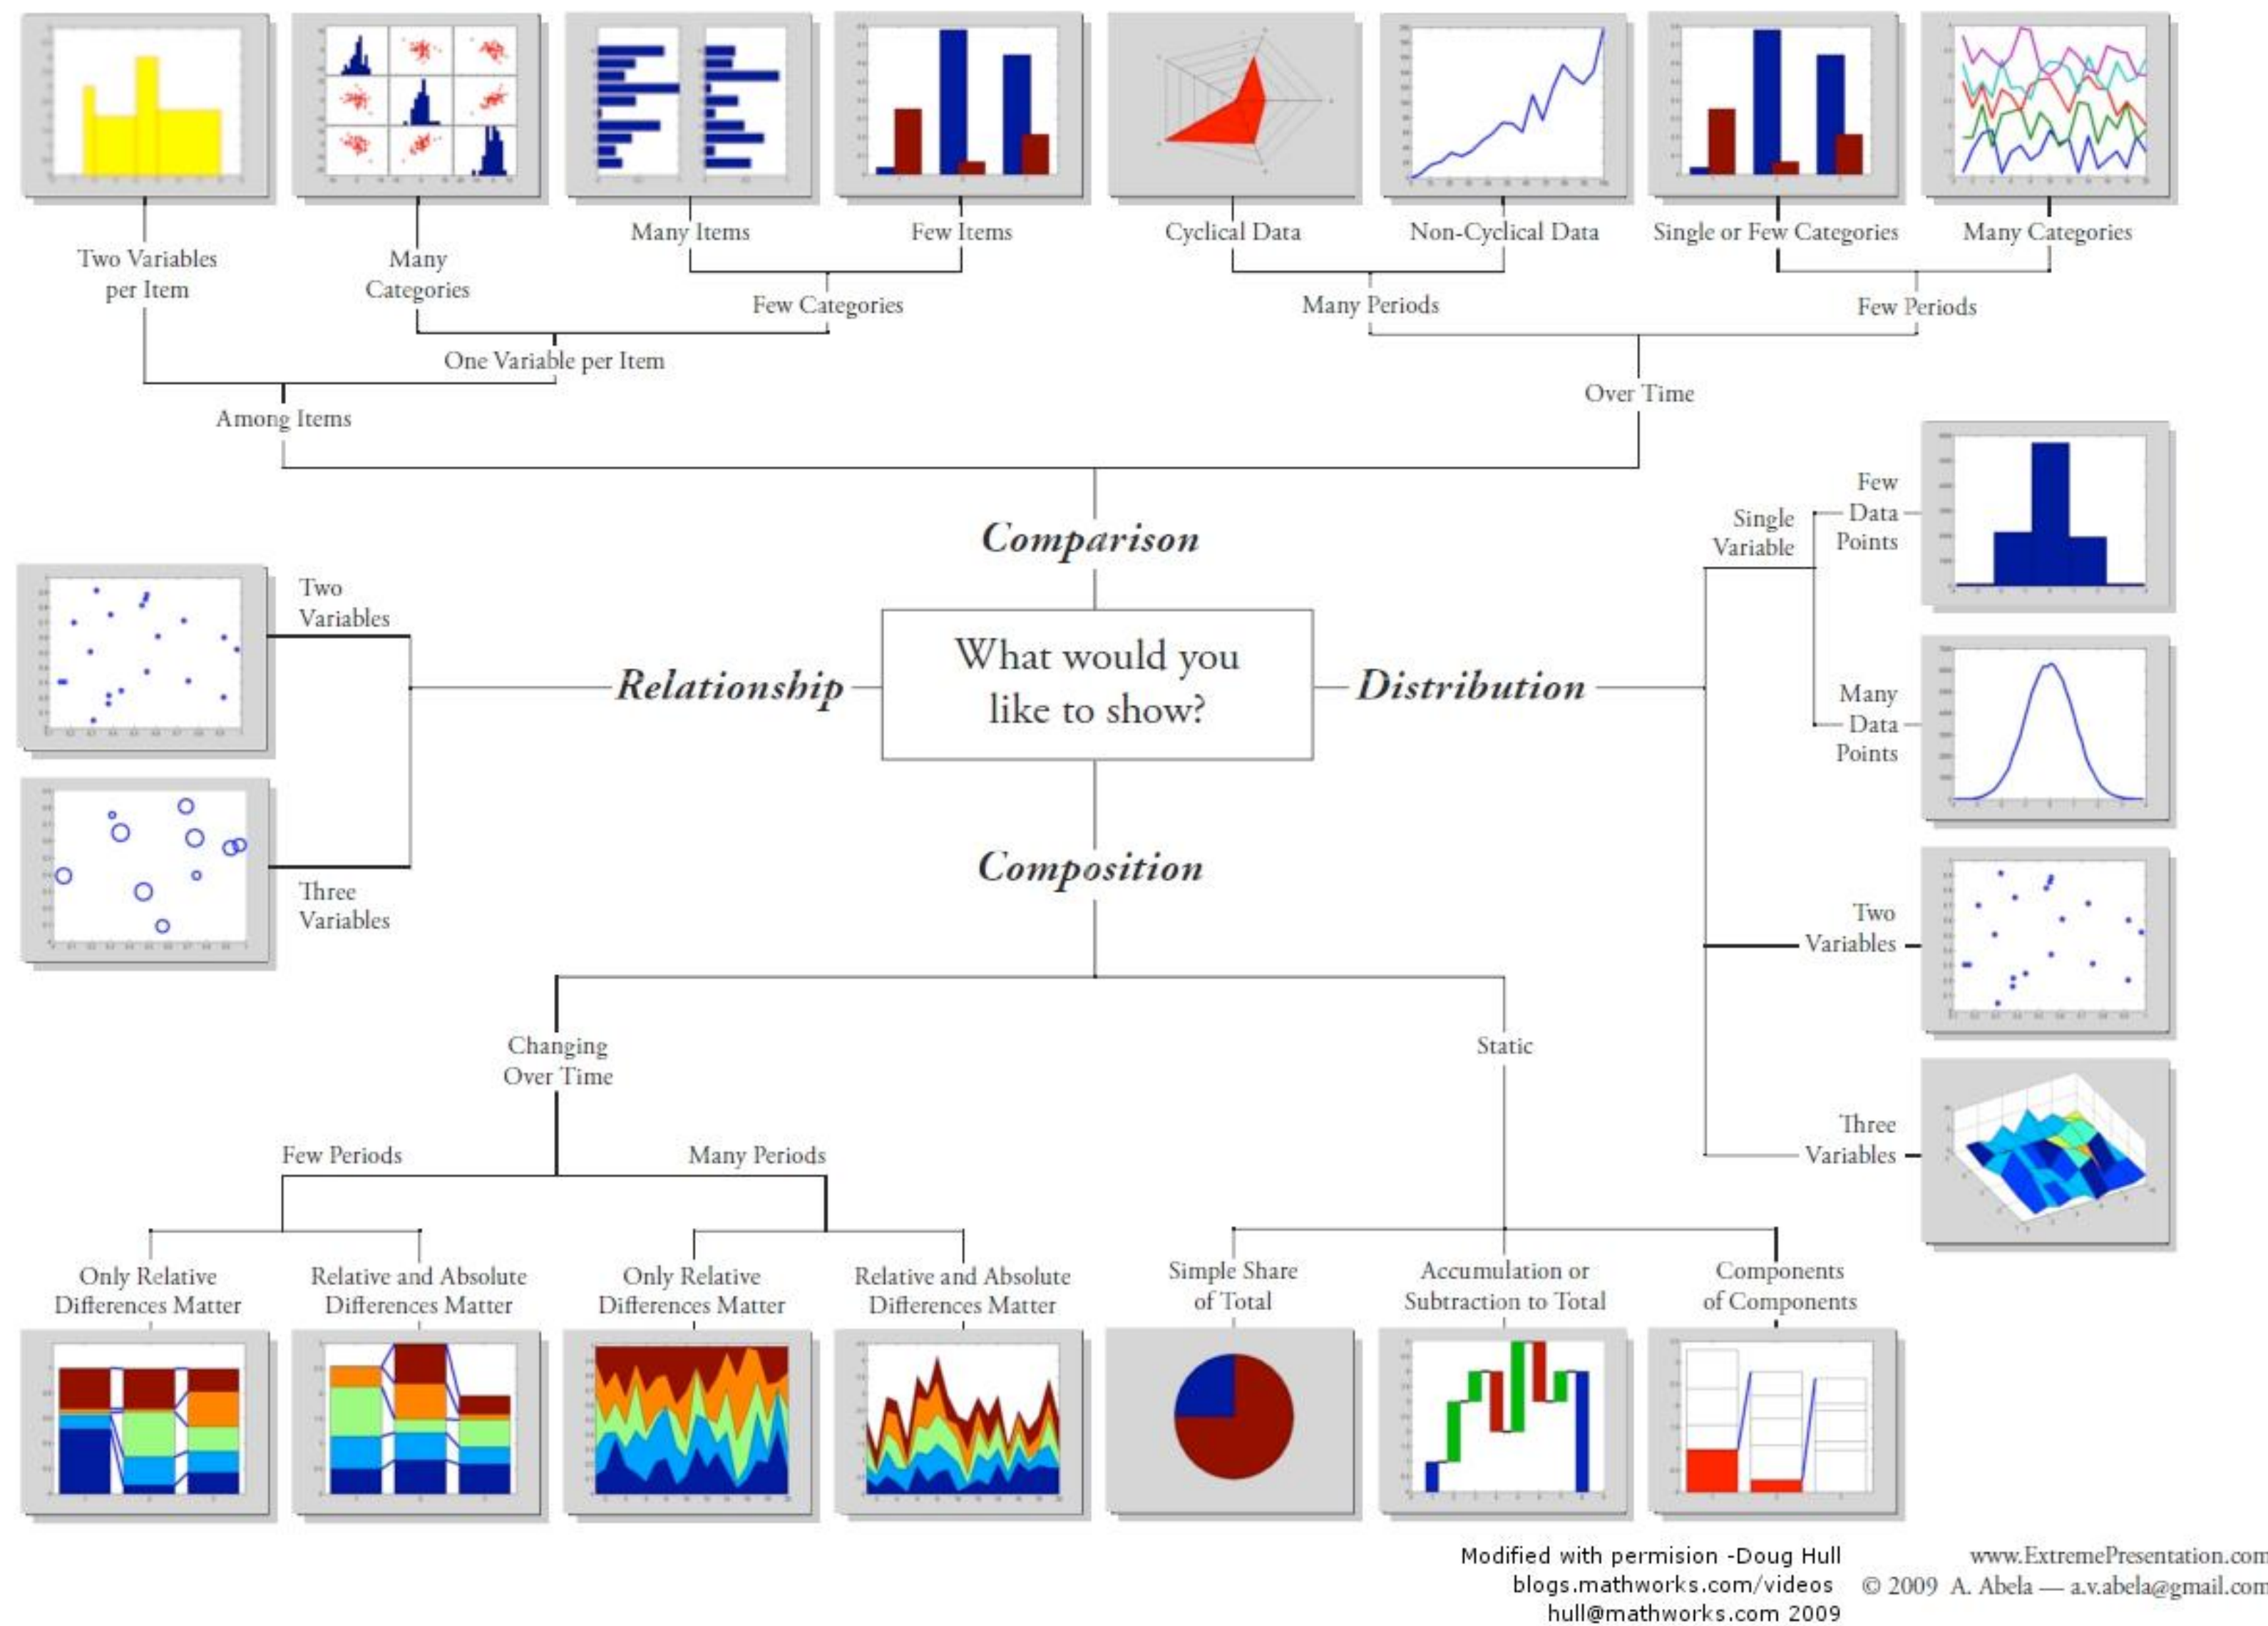 Many Items
Few Items
Cyclical Data
Non-Cyclical Data
Single or Few Categories
Many Categories
Two Variables
per Item
Many
Categories
Few Categories
Many Periods
Few Periods
One Variable per Item
Among Items
Over Time
Comparison
Single
Variable
Few
Data
Points
Two
Variables
Relationship
What would you
like to show?
Distribution
Many
Data
Points
Three
Variables
Composition
Two
Variables
Changing
Over Time
Static
Three
Variables
Few Periods
Many Periods
Only Relative
Differences Matter
Relative and Absolute
Differences Matter
Only Relative
Differences Matter
Relative and Absolute
Differences Matter
Simple Share
of Total
Accumulation or
Subtraction to Total
Components
of Components
Modified with permision -Doug Hull
blogs.mathworks.com/videos
hull@mathworks.com 2009
www.ExtremePresentation.com
© 2009 A. Abela — a.v.abela@gmail.com